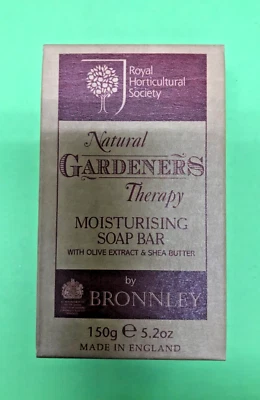 Royal
Horticultural
Society
Natural
GARDENERS
Therapy
MOISTURISING
SOAP BAR
WITH OLIVE EXTRACT & SHEA BUTTER
by
BRONNLEY
150g ℮ 5.2oz
MADE IN ENGLAND